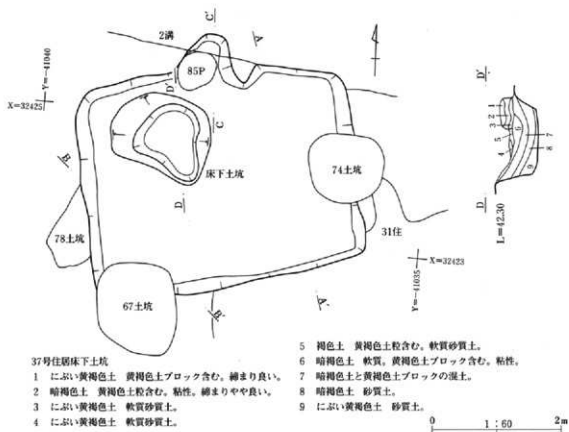 2溝
C'
A
85P
D'
Y=-41040
X=32425
C
B
床下土坑
74土坑
D
78土坑
31住
67土坑
B'
A'
X=32423
Y=-41035
D'
1
2
3
5
4
6
7
8
9
D
L=42.30
37号住居床下土坑
1 にぶい黄褐色土 黄褐色土ブロック含む。締まり良い。
2 暗褐色土 黄褐色土粒含む。粘性。締まりやや良い。
3 にぶい黄褐色土 軟質砂質土。
4 にぶい黄褐色土 軟質砂質土。
5 褐色土 黄褐色土粒含む。軟質砂質土。
6 暗褐色土 軟質。黄褐色土ブロック含む。粘性。
7 暗褐色土と黄褐色土ブロックの混土。
8 暗褐色土 砂質土。
9 にぶい黄褐色土 砂質土。
0 1:60 2m